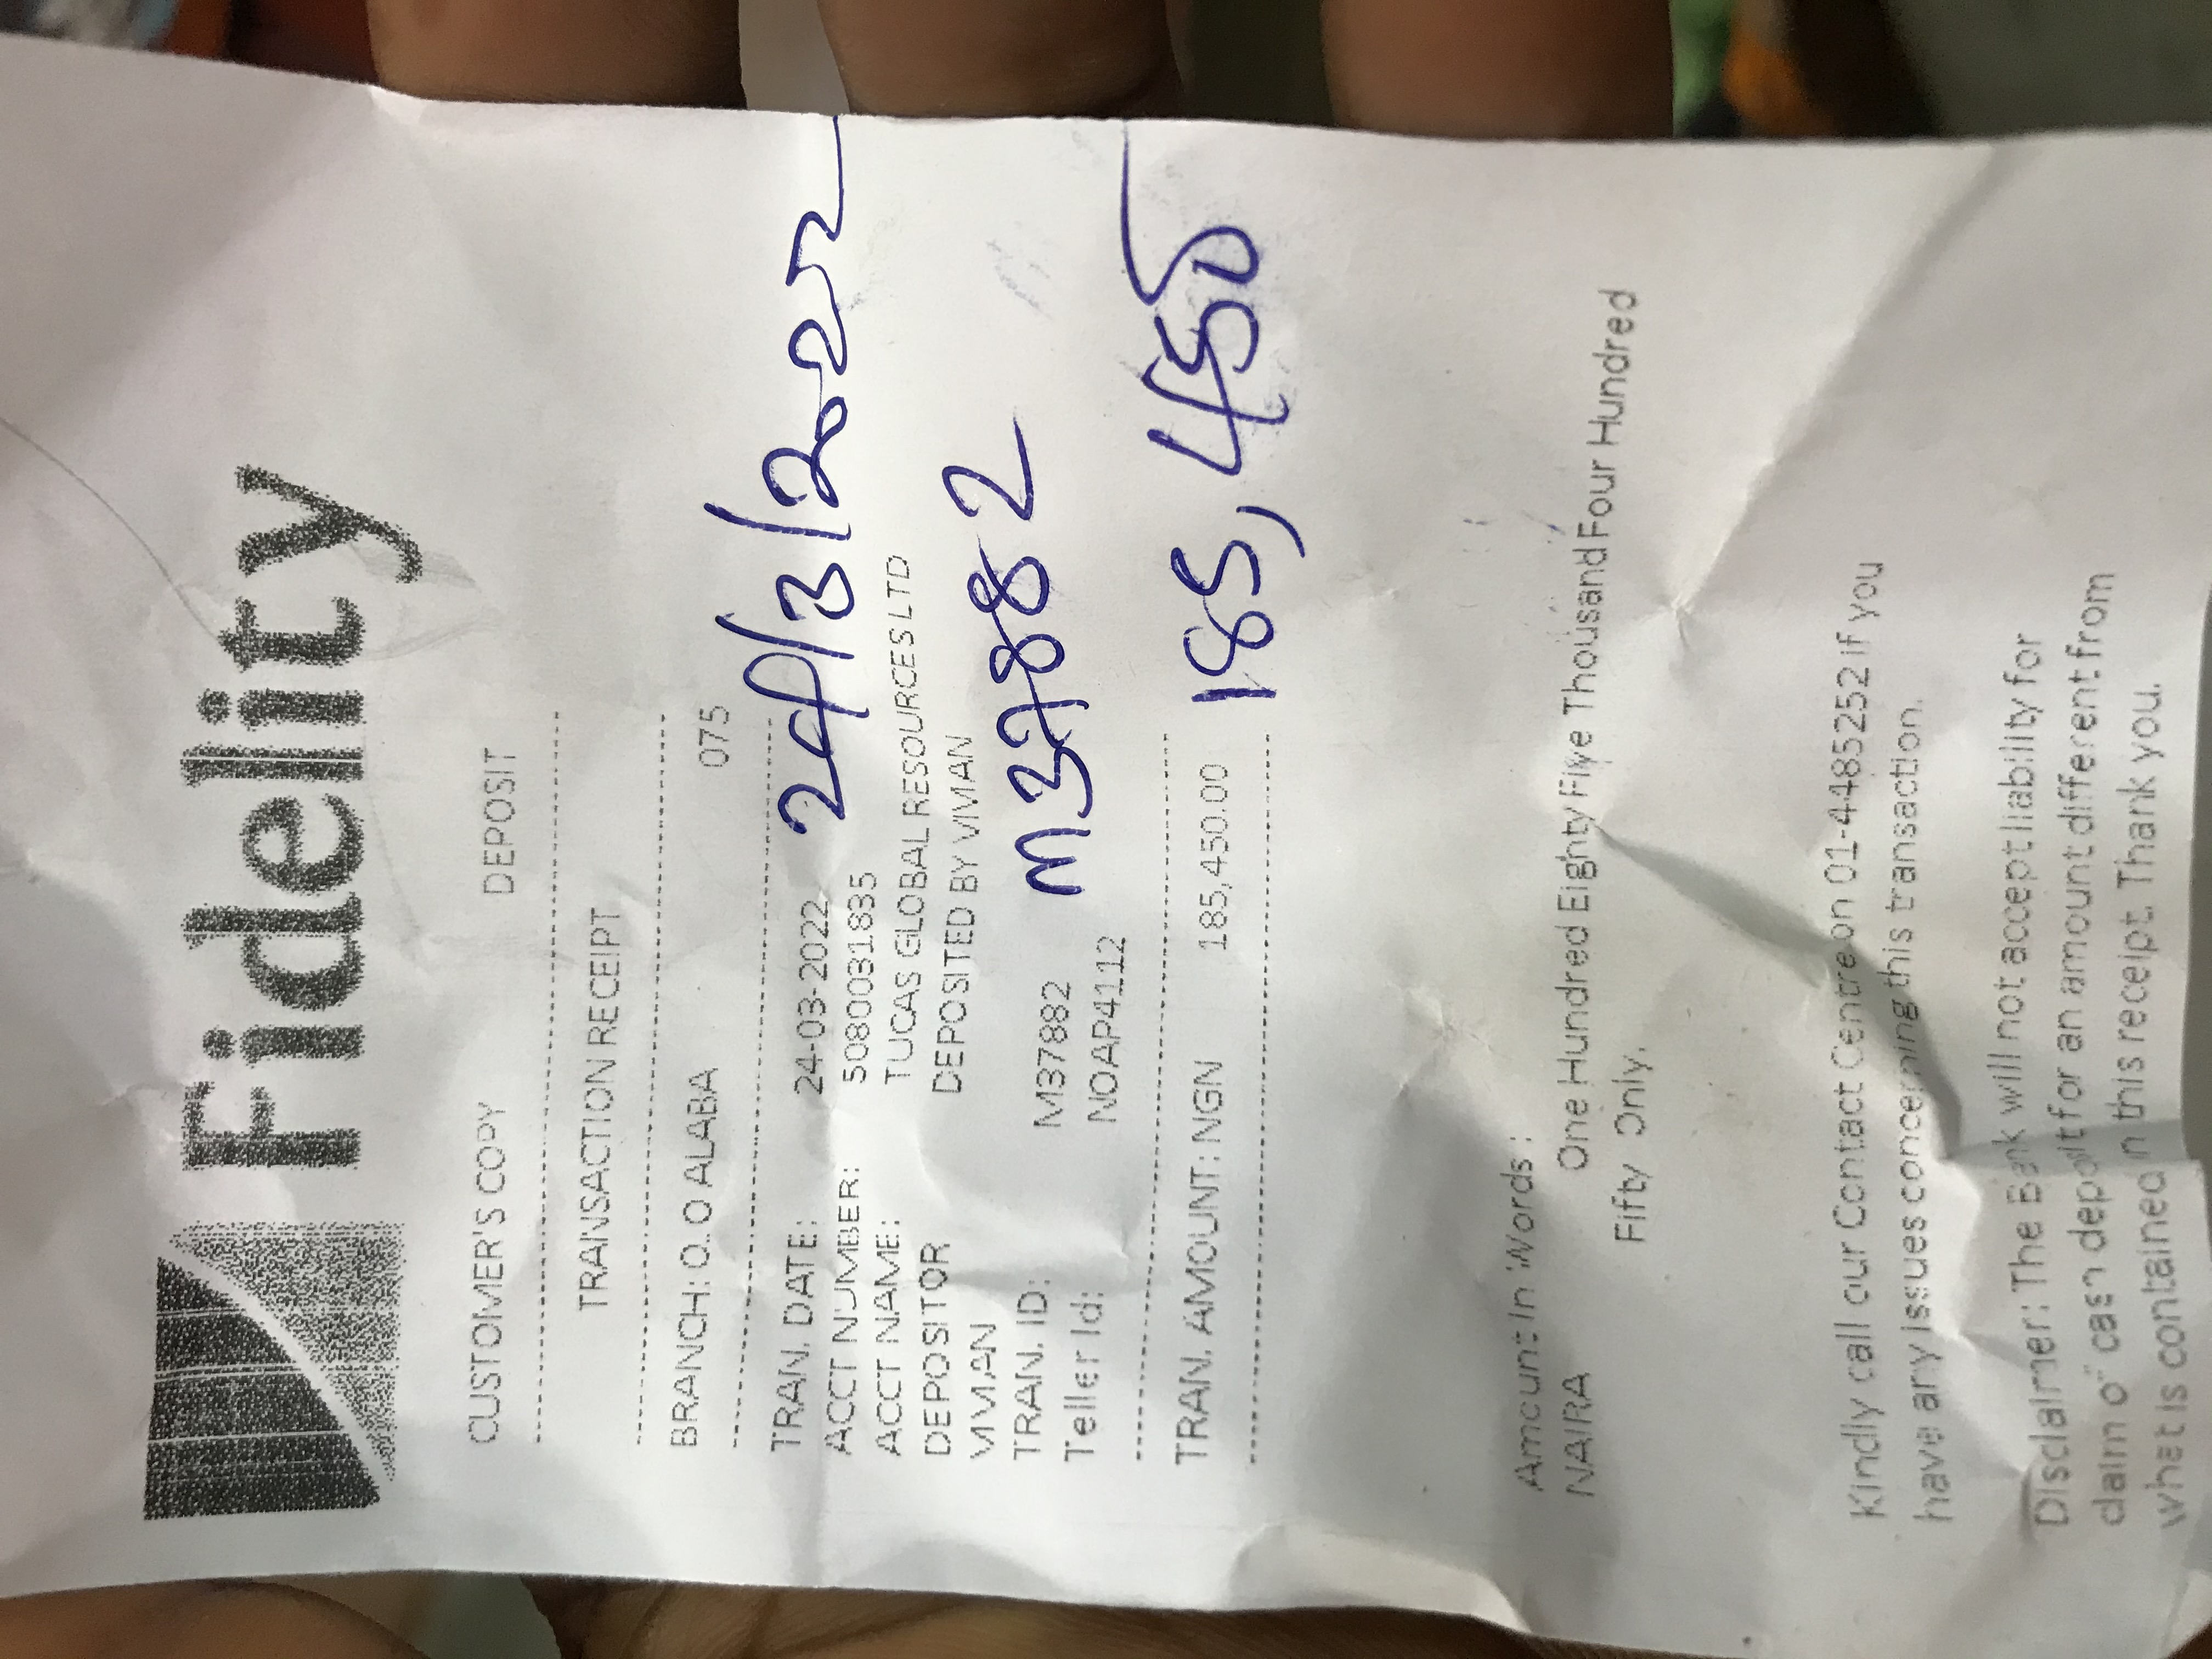 Fidelity
CUSTOMER'S COPY DEPOSIT
TRANSACTION RECEIPT
BRANCH: O. O ALABA 075
TRAN. DATE: 24-03-2022 24/3/2022
ACCT NUMBER: 5080031835
ACCT NAME: TUCAS GLOBAL RESOURCES LTD
DEPOSITOR DEPOSITED BY VIVIAN
VIVIAN
TRAN. ID: M37882 M37882
Teller Id: NOAP4112
TRAN. AMOUNT: NGN 185,450.00 185,450
Amount In Words :
NAIRA One Hundred Eighty Five Thousand Four Hundred
Fifty Only.
Kindly call our Contact Centre on 01-4485252 if you
have any issues concerning this transaction.
Disclaimer: The Bank will not accept liability for
claim of cash deposit for an amount different from
what is contained in this receipt. Thank you.